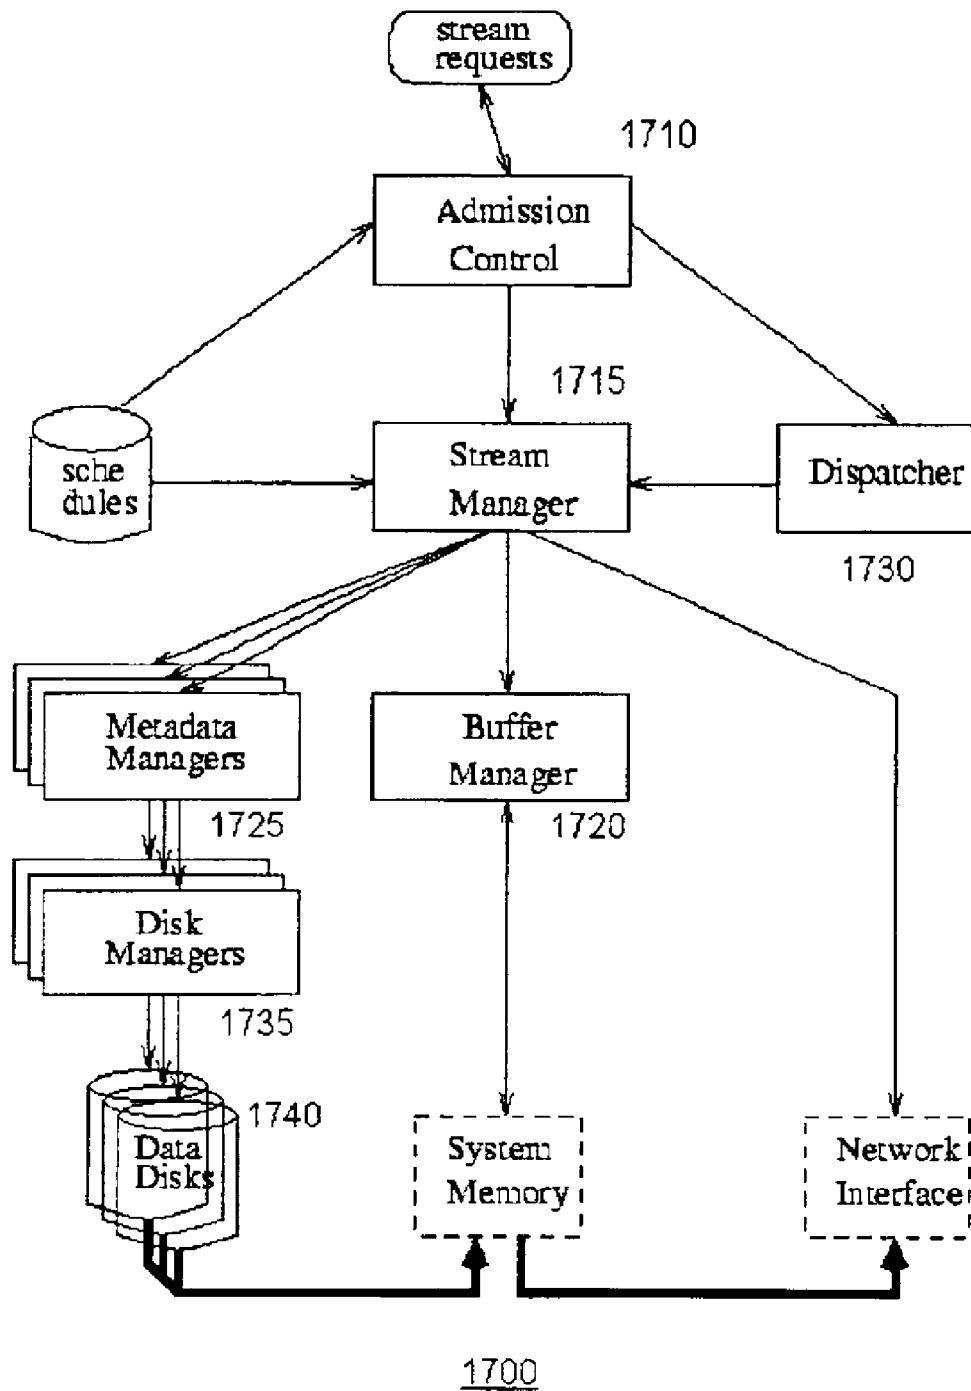 stream
requests
1710
Admission
Control
1715
sche
dules
Stream
Manager
Dispatcher
1730
Metadata
Managers
Buffer
Manager
1725
1720
Disk
Managers
1735
1740
Data
Disks
System
Memory
Network
Interface
1700